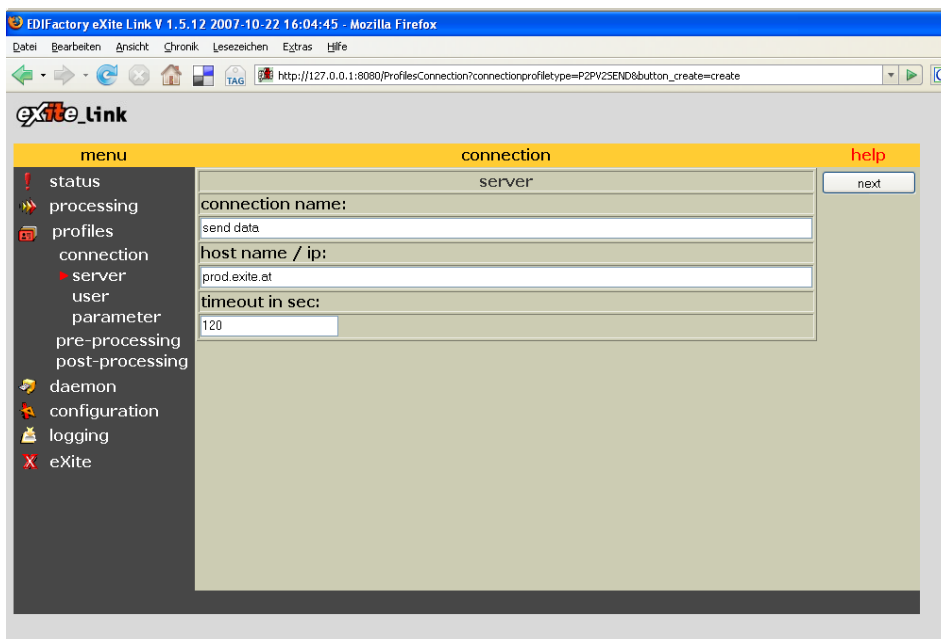 EDIFactory eXite Link V 1.5.12 2007-10-22 16:04:45 - Mozilla Firefox
Datei Bearbeiten Ansicht Chronik Lesezeichen Extras Hilfe
TAG http://127.0.0.1:8080/ProfilesConnection?connectionprofiletype=P2PV2SEND&button_create=create
eXite_Link
menu connection help
server next
status
processing
profiles
connection
server
user
parameter
pre-processing
post-processing
daemon
configuration
logging
eXite
connection name:
send data
host name / ip:
prod.exite.at
timeout in sec:
120